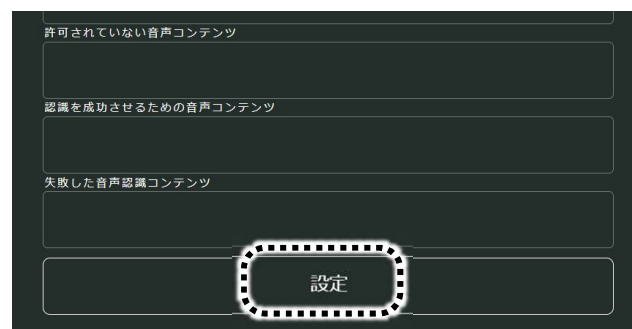 許可されていない音声コンテンツ
認識を成功させるための音声コンテンツ
失敗した音声認識コンテンツ
設定